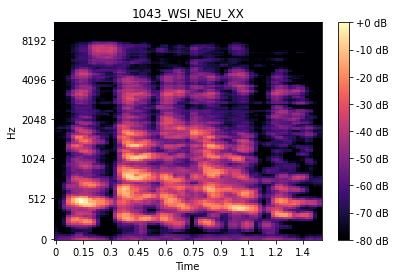 1043_WSI_NEU_XX
+0 dB
8192
-10 dB
4096
-20 dB
-30 dB
2048
-40 dB
Hz
1024
-50 dB
512
-60 dB
-70 dB
0
-80 dB
0 0.15 0.3 0.45 0.6 0.75 0.9 1.1 1.2 1.4
Time